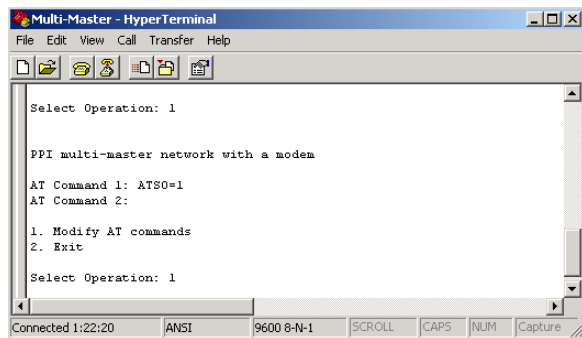 Multi-Master - HyperTerminal
File Edit View Call Transfer Help
Select Operation: 1
PPI multi-master network with a modem
AT Command 1: ATS0=1
AT Command 2:
1. Modify AT commands
2. Exit
Select Operation: 1
Connected 1:22:20 ANSI 9600 8-N-1 SCROLL CAPS NUM Capture